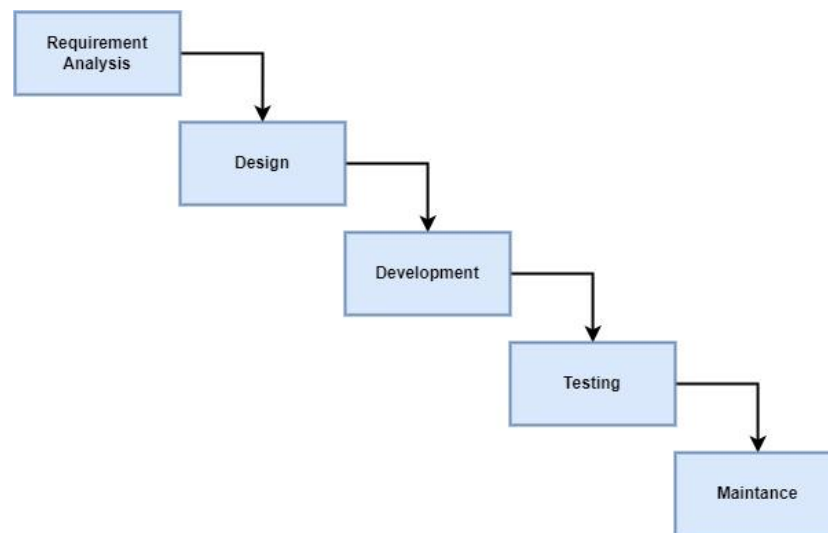 Requirement
Analysis
Design
Development
Testing
Maintance